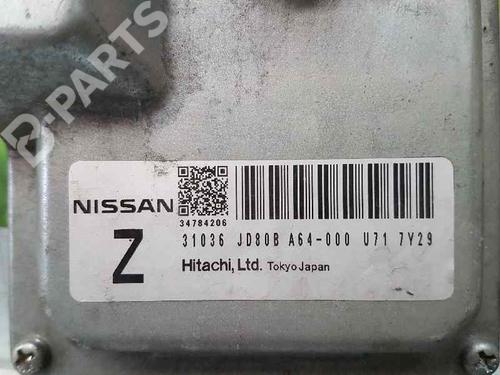 B-PARTS
NISSAN
34784206
Z
31036 JD80B A64-000 U71 7Y29
Hitachi, Ltd. Tokyo Japan